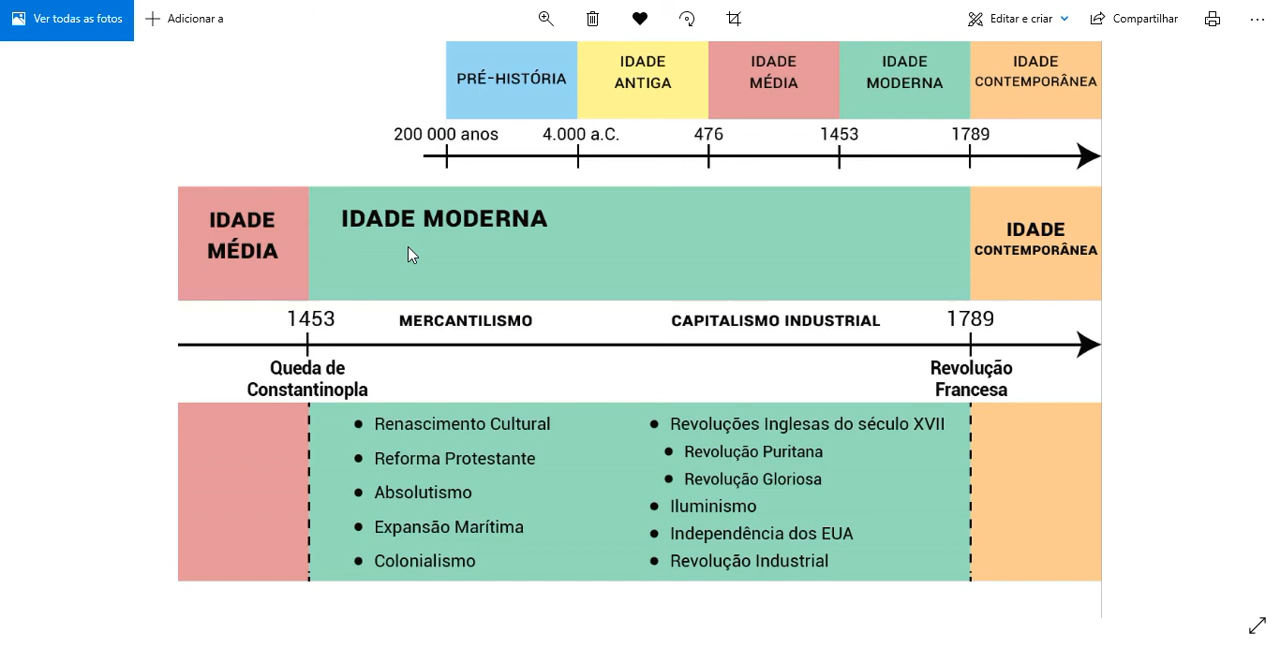 Ver todas as fotos
Adicionar a
Editar e criar
Compartilhar
PRÉ-HISTÓRIA
IDADE
ANTIGA
IDADE
MÉDIA
IDADE
MODERNA
IDADE
CONTEMPORÂNEA
200 000 anos
4.000 a.C.
476
1453
1789
IDADE
MÉDIA
IDADE MODERNA
IDADE
CONTEMPORÂNEA
1453
MERCANTILISMO
CAPITALISMO INDUSTRIAL
1789
Queda de
Constantinopla
Revolução
Francesa
Renascimento Cultural
Reforma Protestante
Absolutismo
Expansão Marítima
Colonialismo
Revoluções Inglesas do século XVII
Revolução Puritana
Revolução Gloriosa
Iluminismo
Independência dos EUA
Revolução Industrial